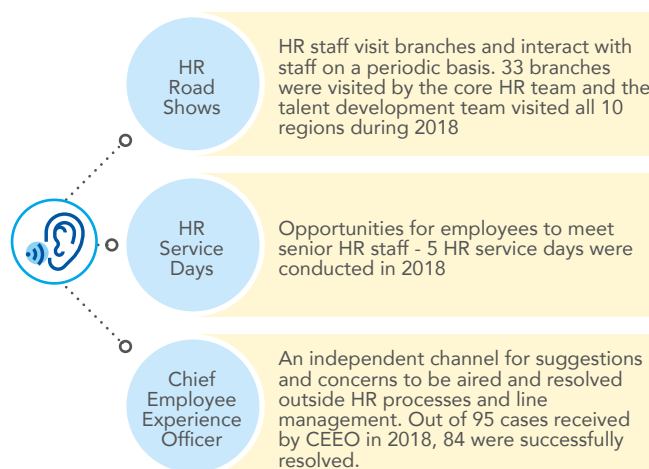 HR
Road
Shows
HR staff visit branches and interact with
staff on a periodic basis. 33 branches
were visited by the core HR team and the
talent development team visited all 10
regions during 2018
HR
Service
Days
Opportunities for employees to meet
senior HR staff - 5 HR service days were
conducted in 2018
Chief
Employee
Experience
Officer
An independent channel for suggestions
and concerns to be aired and resolved
outside HR processes and line
management. Out of 95 cases received
by CEEO in 2018, 84 were successfully
resolved.